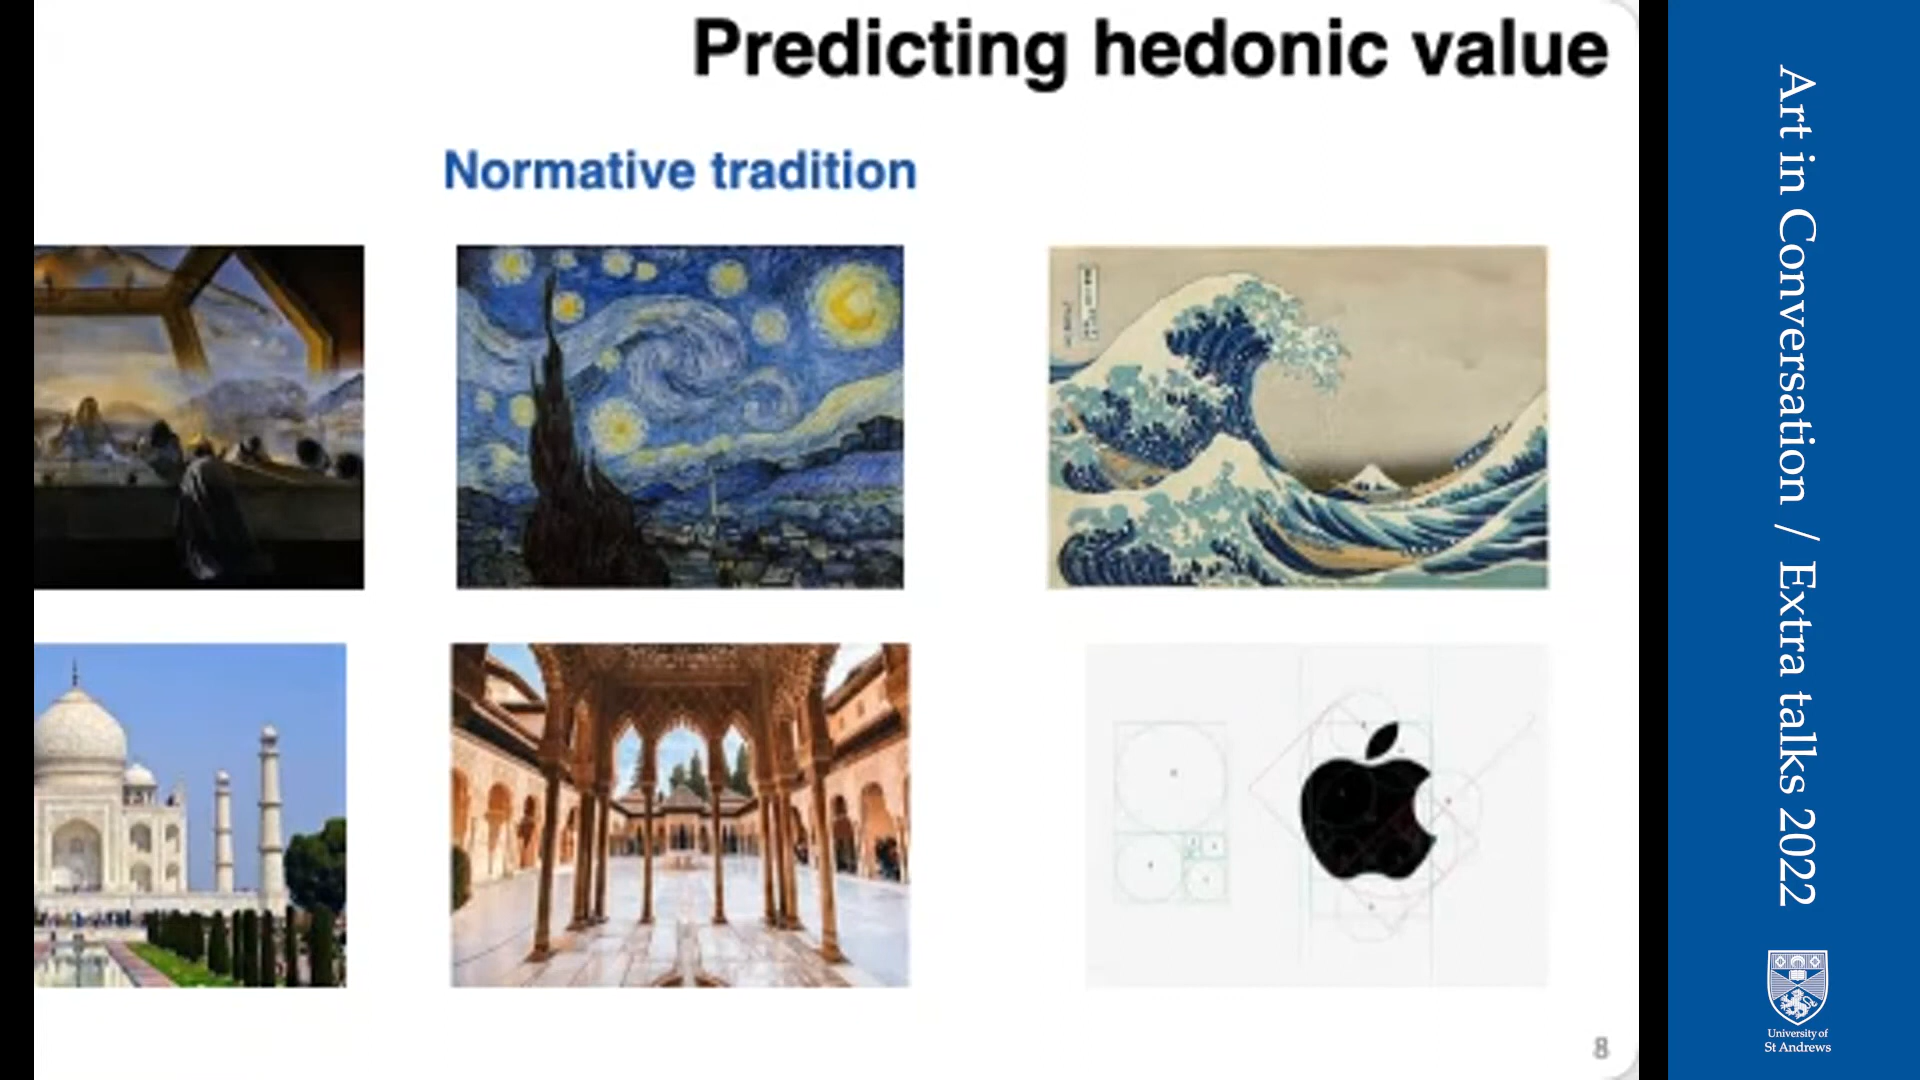 Predicting hedonic value
Normative tradition
8
Art in Conversation / Extra talks 2022
University of
St Andrews